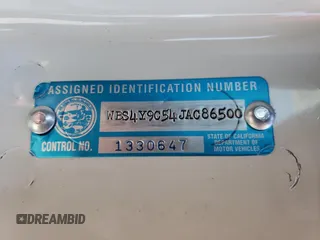 ASSIGNED IDENTIFICATION NUMBER
WBS4Y9C54JAC86500
CONTROL NO. 1330647
STATE OF CALIFORNIA
DEPARTMENT OF
MOTOR VEHICLES
DREAMBID